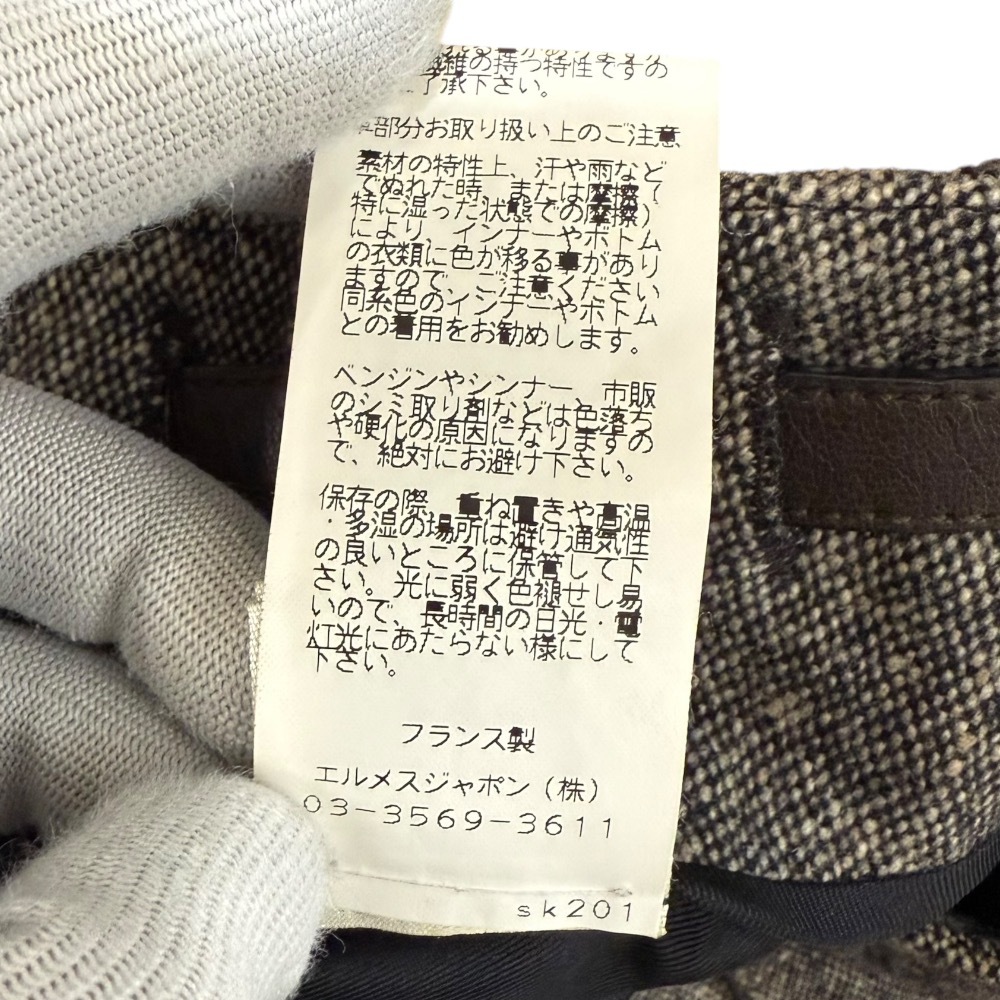 維の持つ特性ですの
了承下さい。
部分お取り扱い上のご注意
素材の特性上、汗や雨など
でぬれた時、または摩擦(
特に湿った状態での摩擦)
により、インナーやボトム
の衣類に色が移る事があり
ますので、ご注意ください
同系色のインナーやボトム
との着用をお勧めします。
ベンジンやシンナー、市販
のシミ取り剤などは色落ち
や硬化の原因になりますの
で、絶対にお避け下さい。
保存の際、重ね置きや高温
・多湿の場所は避け通気性
の良いところに保管して下
さい。光に弱く色褪せし易
いので、長時間の日光・電
灯光にあたらない様にして
下さい。
フランス製
エルメスジャポン(株)
03-3569-3611
sk201